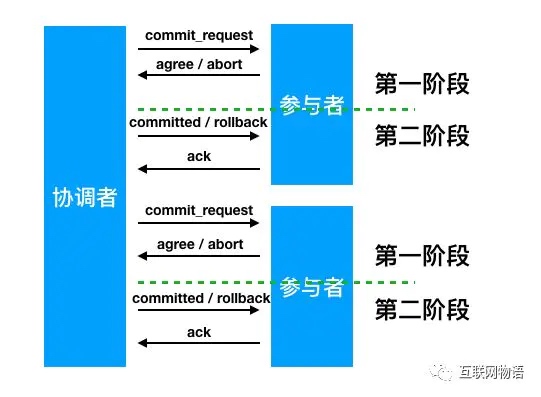 commit_request
agree / abort
第一阶段
参与者
committed / rollback
第二阶段
ack
协调者
commit_request
agree / abort
第一阶段
参与者
committed / rollback
第二阶段
ack
互联网物语